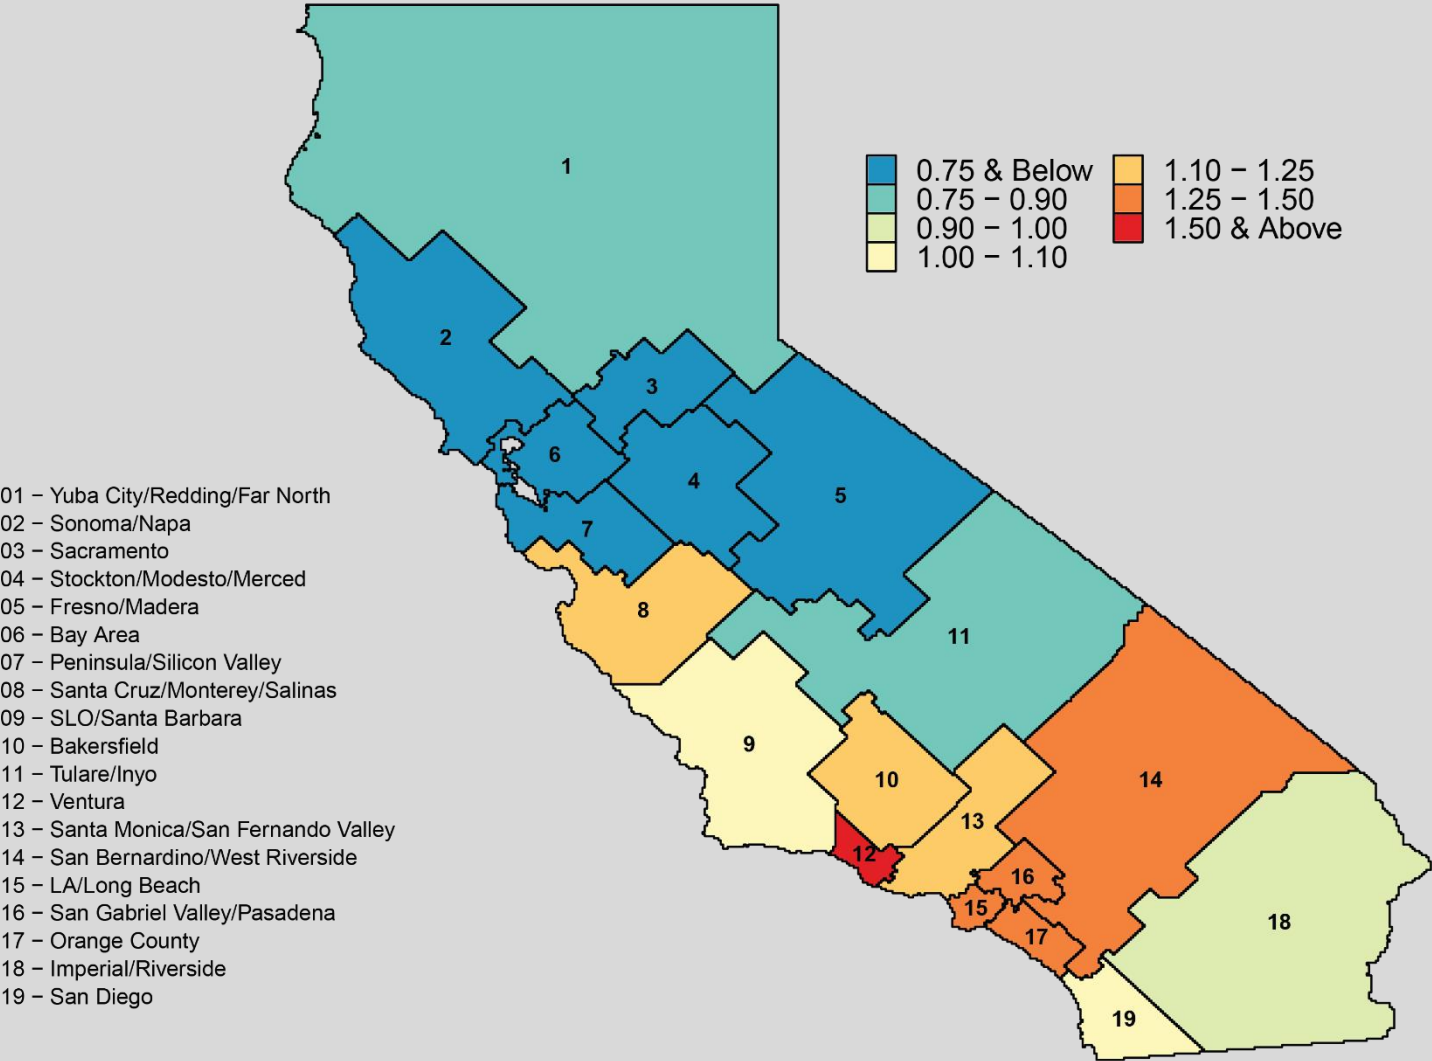 1
0.75 & Below
0.75 − 0.90
0.90 − 1.00
1.00 − 1.10
1.10 − 1.25
1.25 − 1.50
1.50 & Above
2
3
6
4
5
7
8
11
9
10
14
13
12
16
15
17
18
19
01 − Yuba City/Redding/Far North
02 − Sonoma/Napa
03 − Sacramento
04 − Stockton/Modesto/Merced
05 − Fresno/Madera
06 − Bay Area
07 − Peninsula/Silicon Valley
08 − Santa Cruz/Monterey/Salinas
09 − SLO/Santa Barbara
10 − Bakersfield
11 − Tulare/Inyo
12 − Ventura
13 − Santa Monica/San Fernando Valley
14 − San Bernardino/West Riverside
15 − LA/Long Beach
16 − San Gabriel Valley/Pasadena
17 − Orange County
18 − Imperial/Riverside
19 − San Diego